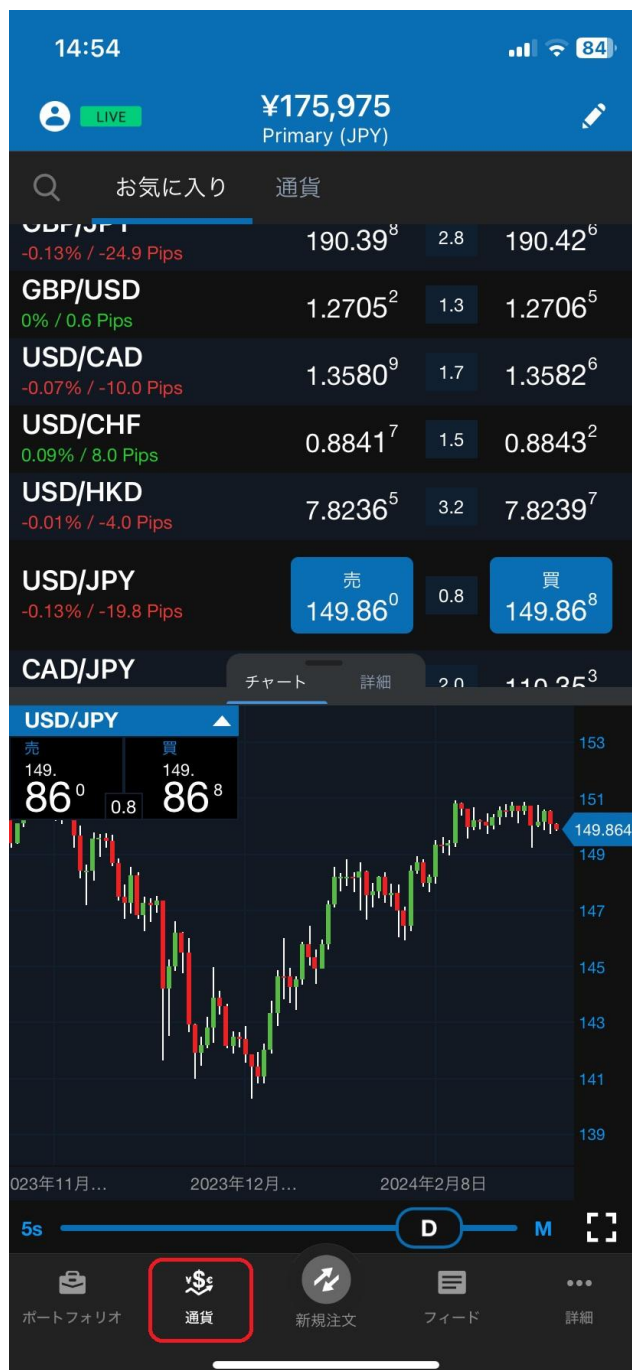 14:54
84
LIVE
¥175,975
Primary (JPY)
お気に入り 通貨
GBP/JPY
-0.13% / -24.9 Pips
190.39⁸ 2.8 190.42⁶
GBP/USD
0% / 0.6 Pips
1.2705² 1.3 1.2706⁵
USD/CAD
-0.07% / -10.0 Pips
1.3580⁹ 1.7 1.3582⁶
USD/CHF
0.09% / 8.0 Pips
0.8841⁷ 1.5 0.8843²
USD/HKD
-0.01% / -4.0 Pips
7.8236⁵ 3.2 7.8239⁷
USD/JPY
-0.13% / -19.8 Pips
売
149.86⁰
0.8
買
149.86⁸
CAD/JPY
2.0 110.35³
チャート 詳細
USD/JPY
売 買
149. 149.
86⁰ 0.8 86⁸
153
151
149.864
149
147
145
143
141
139
023年11月... 2023年12月... 2024年2月8日
5s D M
ポートフォリオ 通貨 新規注文 フィード 詳細